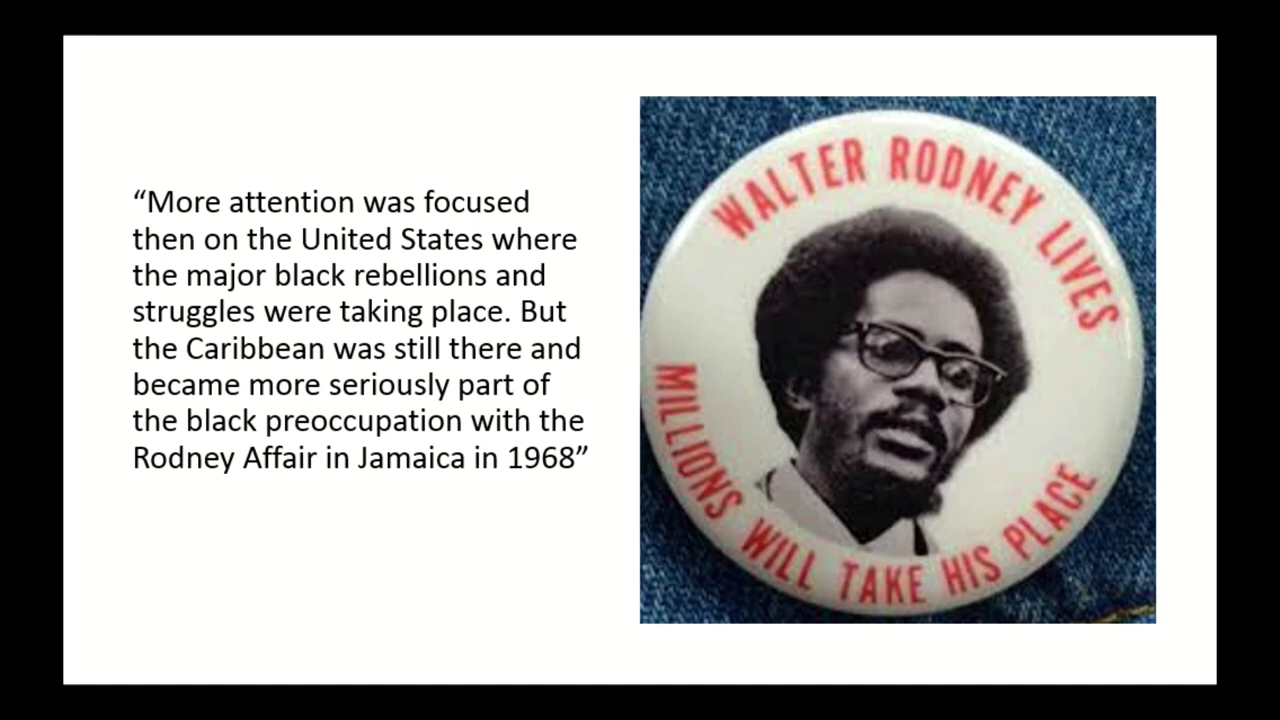 “More attention was focused
then on the United States where
the major black rebellions and
struggles were taking place. But
the Caribbean was still there and
became more seriously part of
the black preoccupation with the
Rodney Affair in Jamaica in 1968”
WALTER RODNEY LIVES
MILLIONS WILL TAKE HIS PLACE